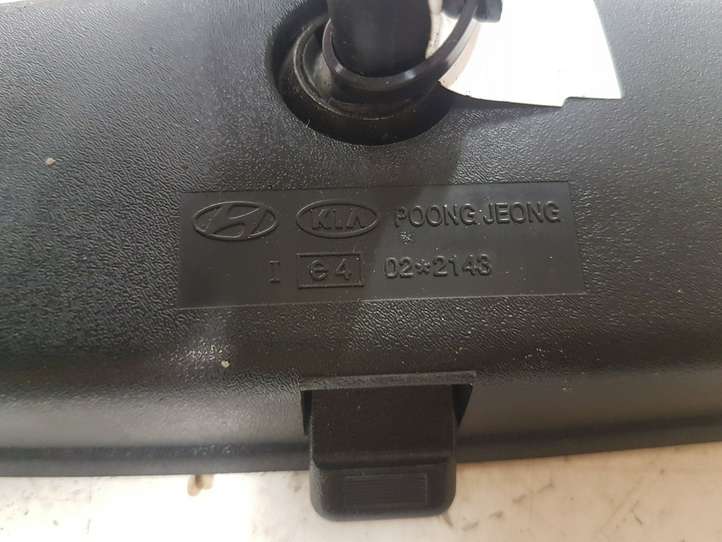 KIA POONG JEONG
I e4 02*2143